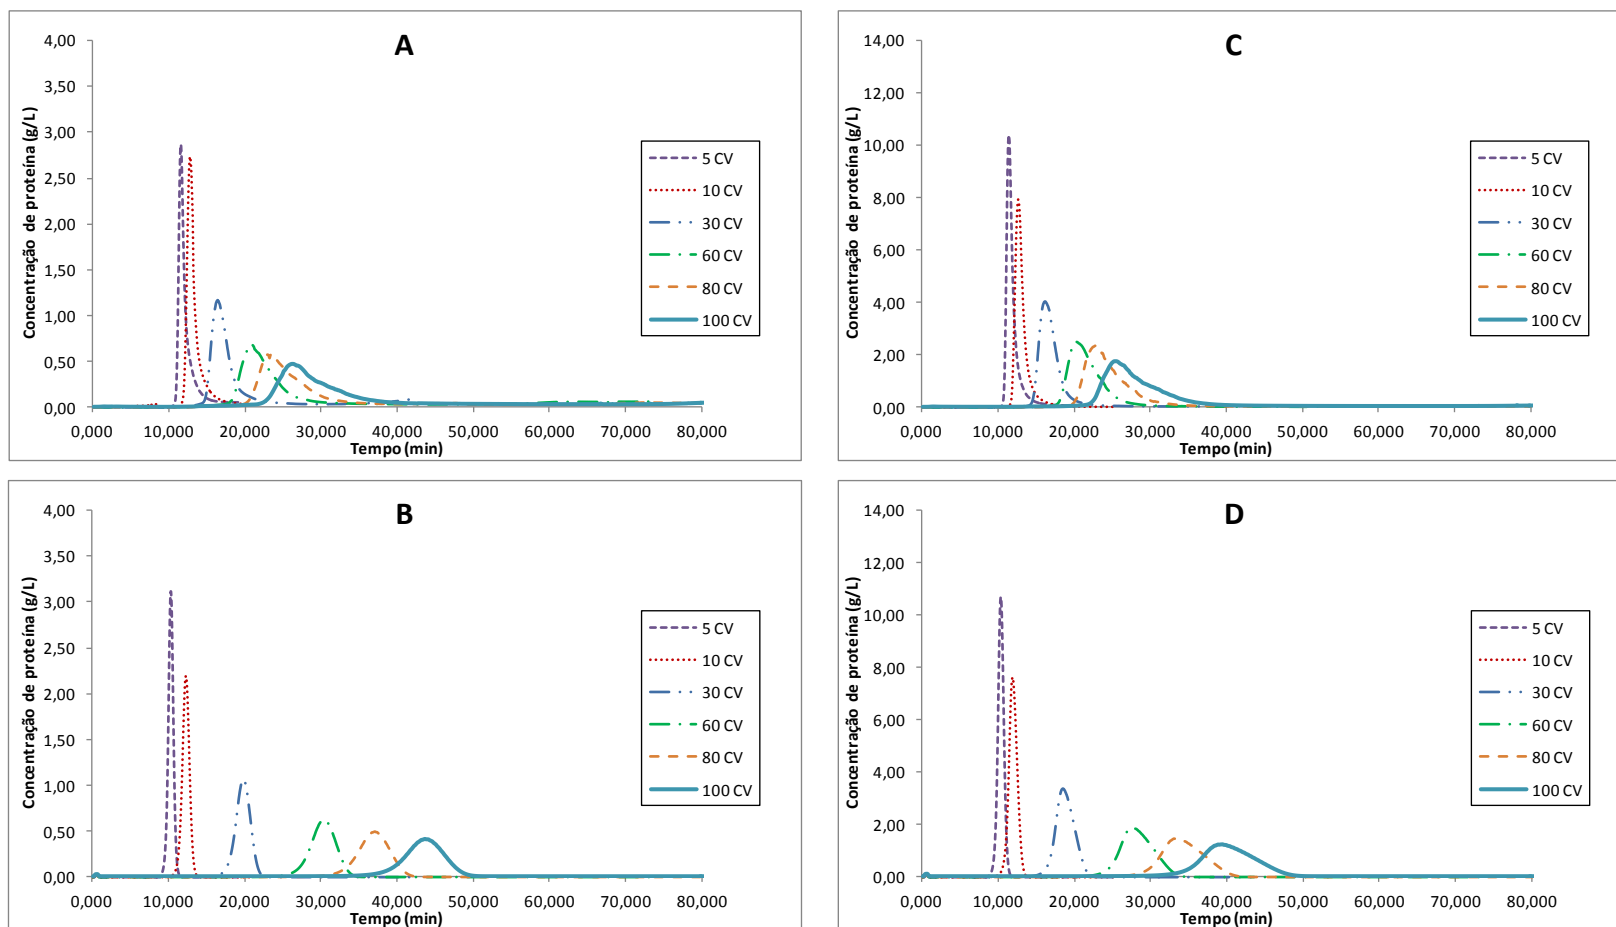 A
Concentração de proteína (g/L)
4,00
3,50
3,00
2,50
2,00
1,50
1,00
0,50
0,00
0,000 10,000 20,000 30,000 40,000 50,000 60,000 70,000 80,000
Tempo (min)
5 CV
10 CV
30 CV
60 CV
80 CV
100 CV
C
Concentração de proteína (g/L)
14,00
12,00
10,00
8,00
6,00
4,00
2,00
0,00
0,000 10,000 20,000 30,000 40,000 50,000 60,000 70,000 80,000
Tempo (min)
5 CV
10 CV
30 CV
60 CV
80 CV
100 CV
B
Concentração de proteína (g/L)
4,00
3,50
3,00
2,50
2,00
1,50
1,00
0,50
0,00
0,000 10,000 20,000 30,000 40,000 50,000 60,000 70,000 80,000
Tempo (min)
5 CV
10 CV
30 CV
60 CV
80 CV
100 CV
D
Concentração de proteína (g/L)
14,00
12,00
10,00
8,00
6,00
4,00
2,00
0,00
0,000 10,000 20,000 30,000 40,000 50,000 60,000 70,000 80,000
Tempo (min)
5 CV
10 CV
30 CV
60 CV
80 CV
100 CV